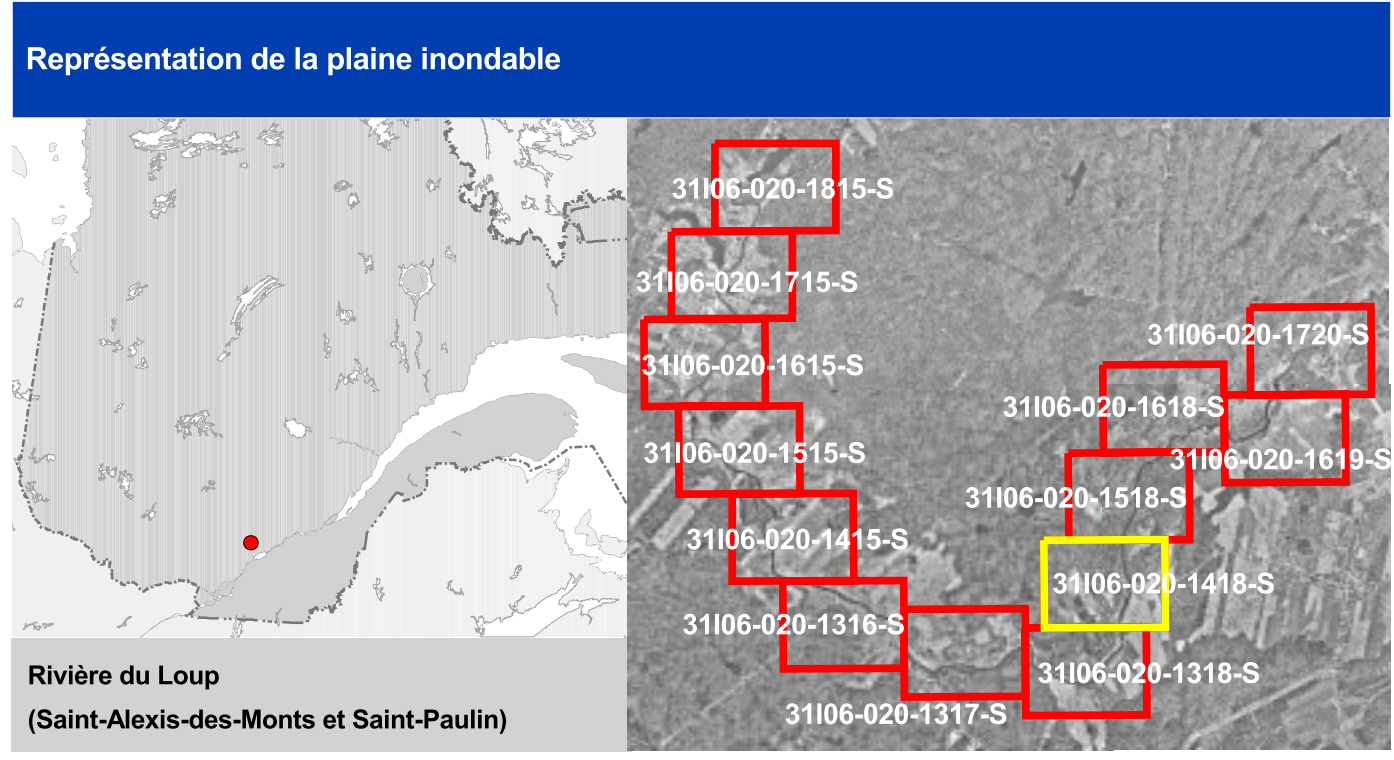 Représentation de la plaine inondable
31I06-020-1815-S
31I06-020-1715-S
31I06-020-1720-S
31I06-020-1615-S
31I06-020-1618-S
31I06-020-1515-S
31I06-020-1619-S
31I06-020-1518-S
31I06-020-1415-S
31I06-020-1418-S
31I06-020-1316-S
31I06-020-1318-S
31I06-020-1317-S
Rivière du Loup
(Saint-Alexis-des-Monts et Saint-Paulin)